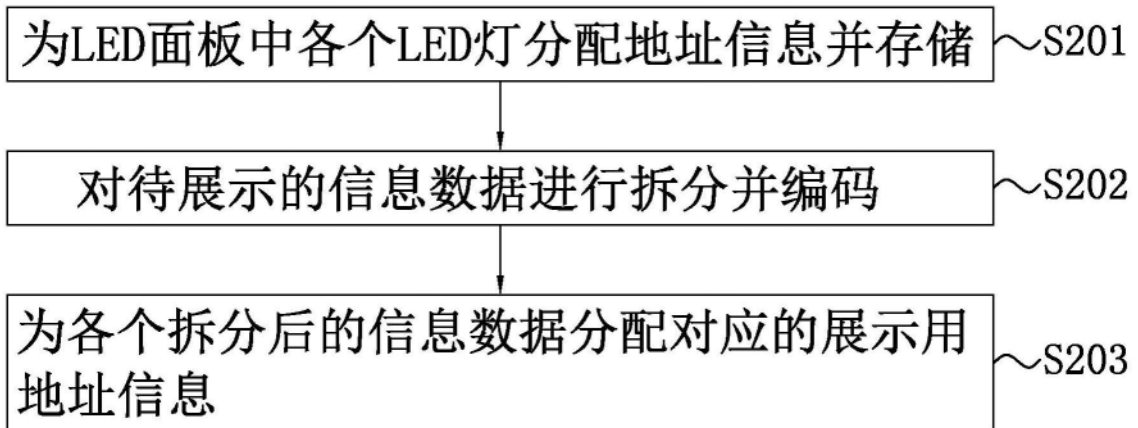 为LED面板中各个LED灯分配地址信息并存储
S201
对待展示的信息数据进行拆分并编码
S202
为各个拆分后的信息数据分配对应的展示用
地址信息
S203